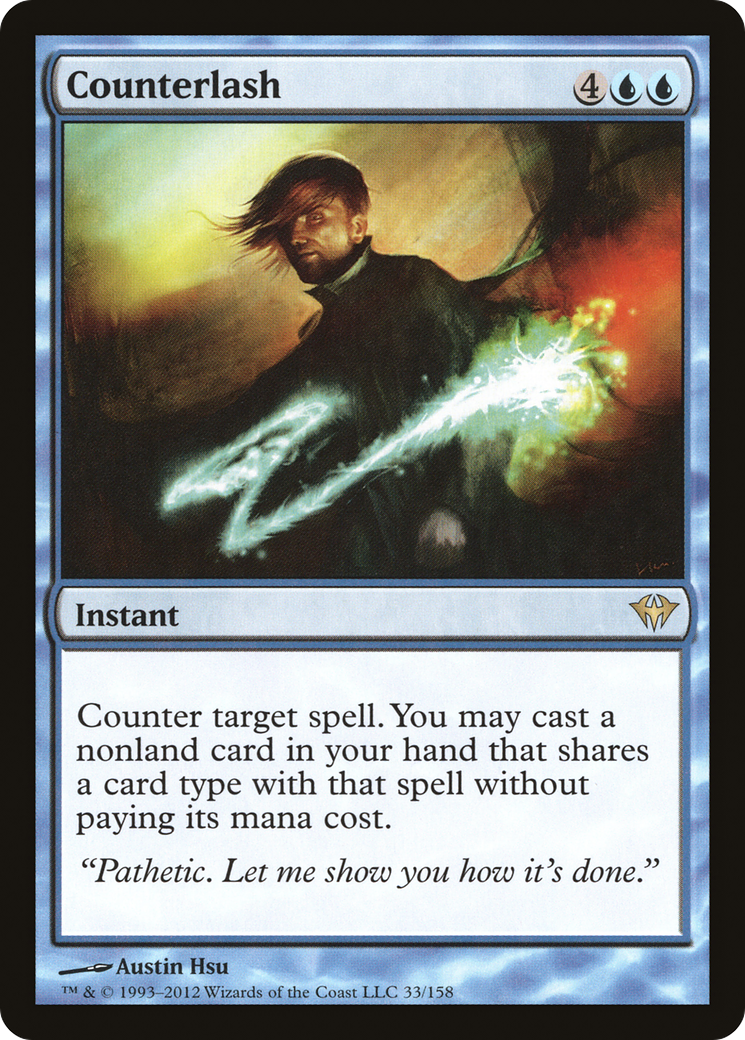 Counterlash 4
Instant
Counter target spell. You may cast a
nonland card in your hand that shares
a card type with that spell without
paying its mana cost.
“Pathetic. Let me show you how it’s done.”
Austin Hsu
™ & © 1993–2012 Wizards of the Coast LLC 33/158